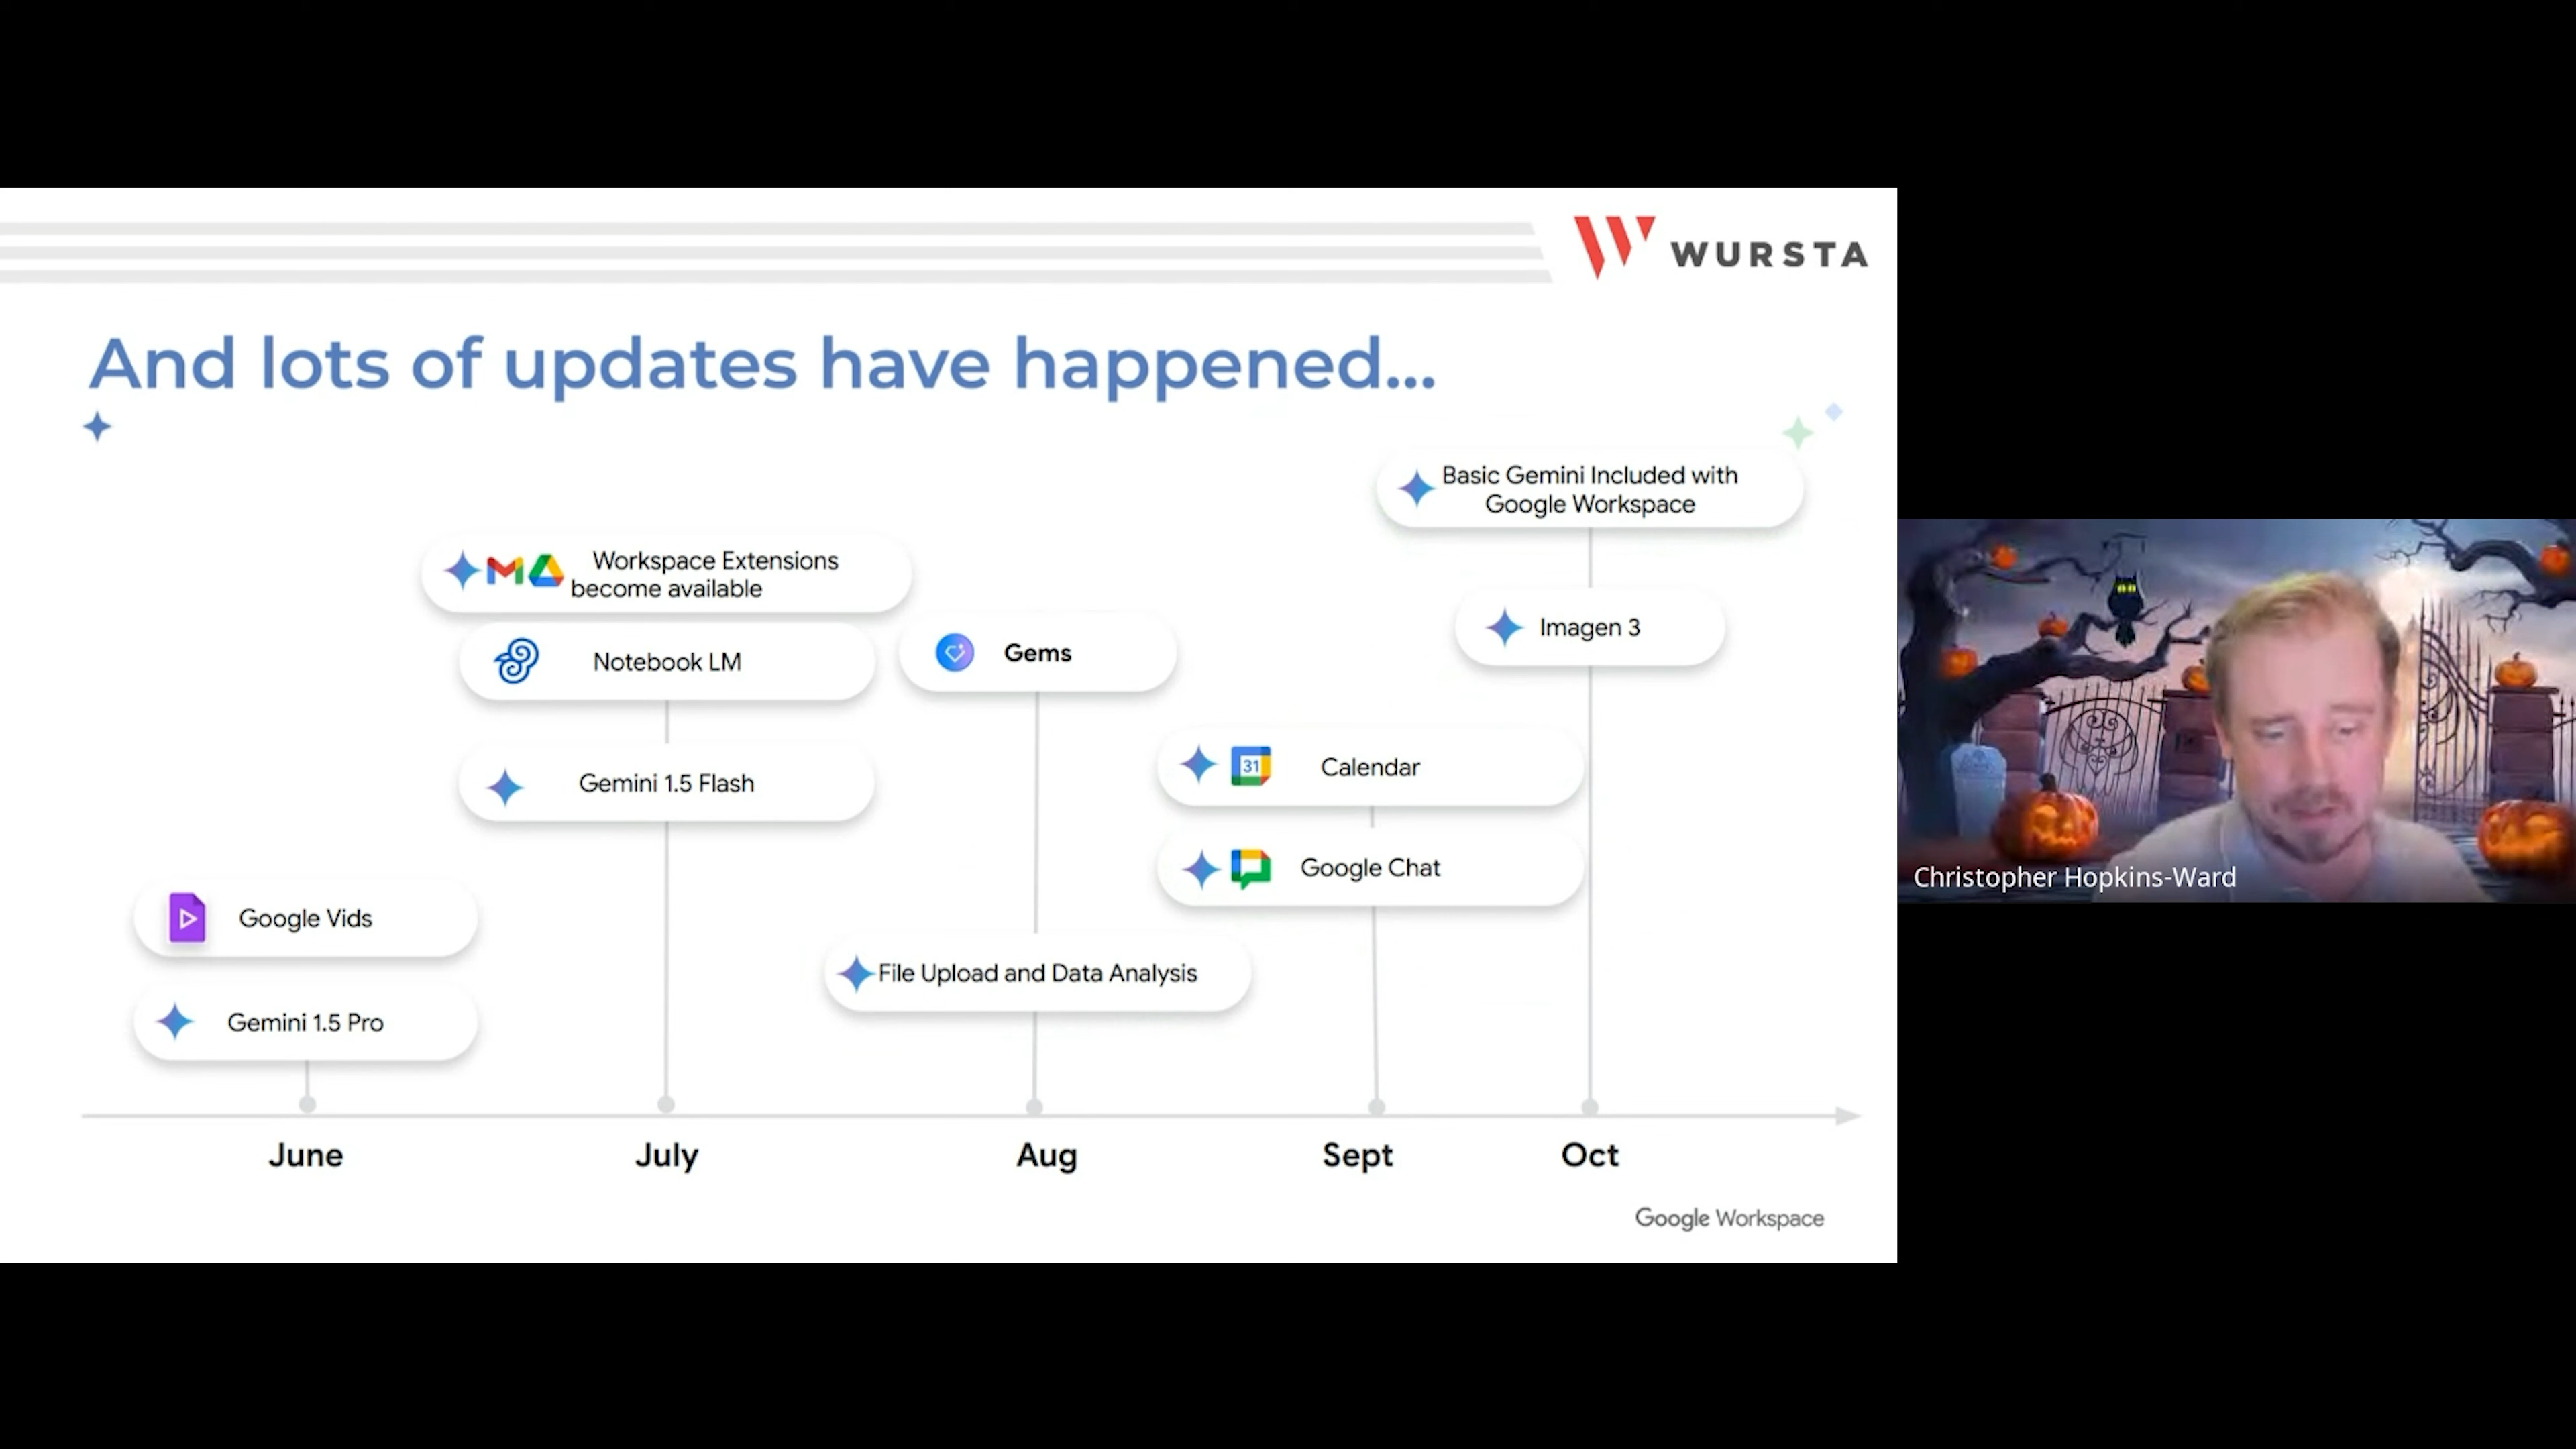 WURSTA
And lots of updates have happened...
Basic Gemini Included with
Google Workspace
Workspace Extensions
become available
Imagen 3
Notebook LM
Gems
Gemini 1.5 Flash
31
Calendar
Google Chat
Google Vids
File Upload and Data Analysis
Gemini 1.5 Pro
June
July
Aug
Sept
Oct
Google Workspace
Christopher Hopkins-Ward